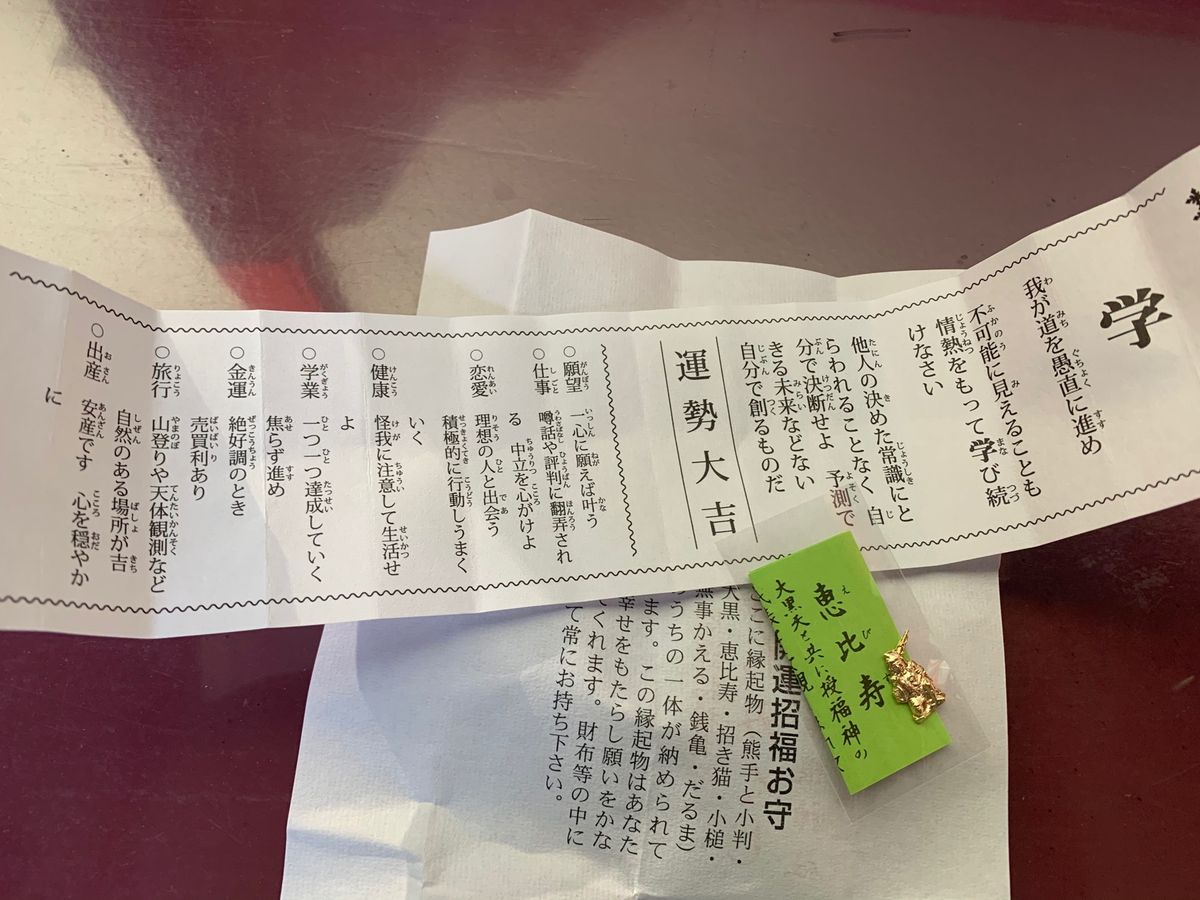 学
我が道を愚直に進め
不可能に見えることも
情熱をもって学び続
けなさい
他人の決めた常識にと
らわれることなく自
分で決断せよ　予測で
きる未来などない
自分で創るものだ
運勢大吉
○願望　一心に願えば叶う
○仕事　噂話や評判に翻弄され
る　中立を心がけよ
○恋愛　理想の人と出会う
積極的に行動しうまく
いく
○健康　怪我に注意して生活せ
よ
○学業　一つ一つ達成していく
焦らず進め
○金運　絶好調のとき
売買利あり
○旅行　山登りや天体観測など
自然のある場所が吉
○出産　安産です　心を穏やか
に
恵比寿
大黒天と共に授福神の
開運招福お守
ここに縁起物（熊手と小判・
大黒・恵比寿・招き猫・小槌・
無事かえる・銭亀・だるま）
のうちの一体が納められて
ます。この縁起物はあなた
幸せをもたらし願いをかな
てくれます。財布等の中に
て常にお持ち下さい。